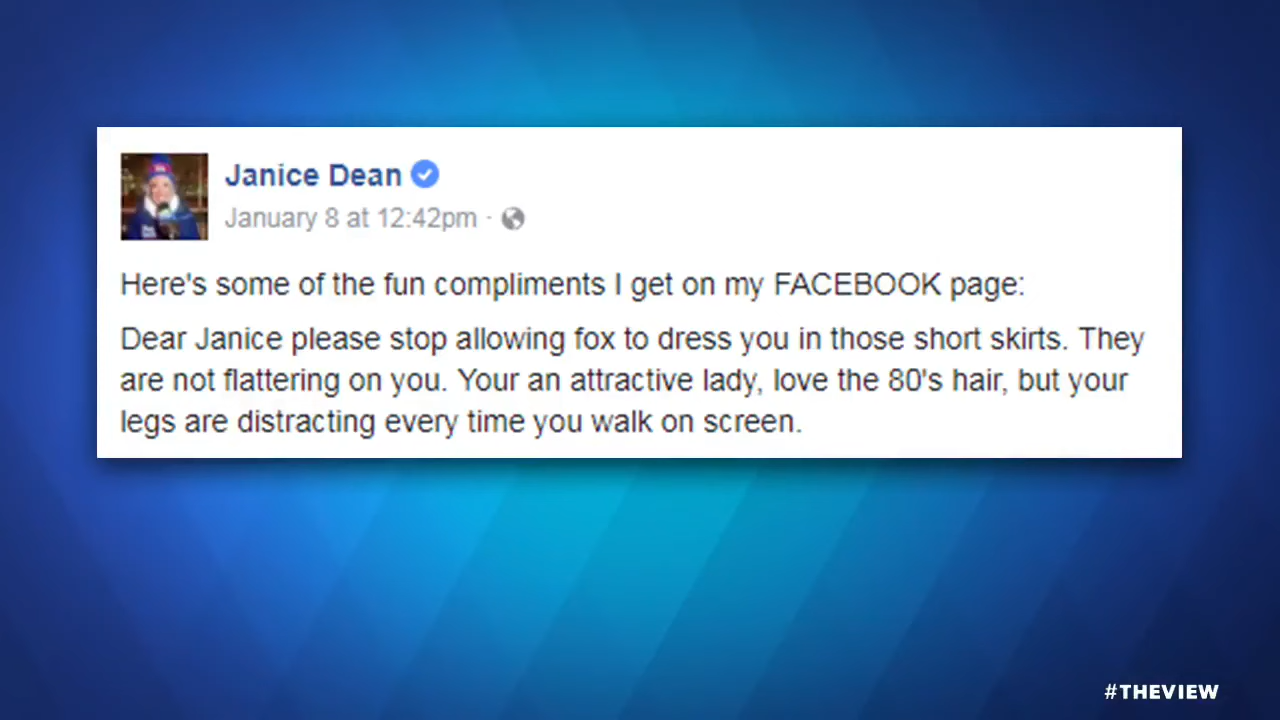 Janice Dean
January 8 at 12:42pm ·
Here's some of the fun compliments I get on my FACEBOOK page:
Dear Janice please stop allowing fox to dress you in those short skirts. They
are not flattering on you. Your an attractive lady, love the 80's hair, but your
legs are distracting every time you walk on screen.
#THEVIEW